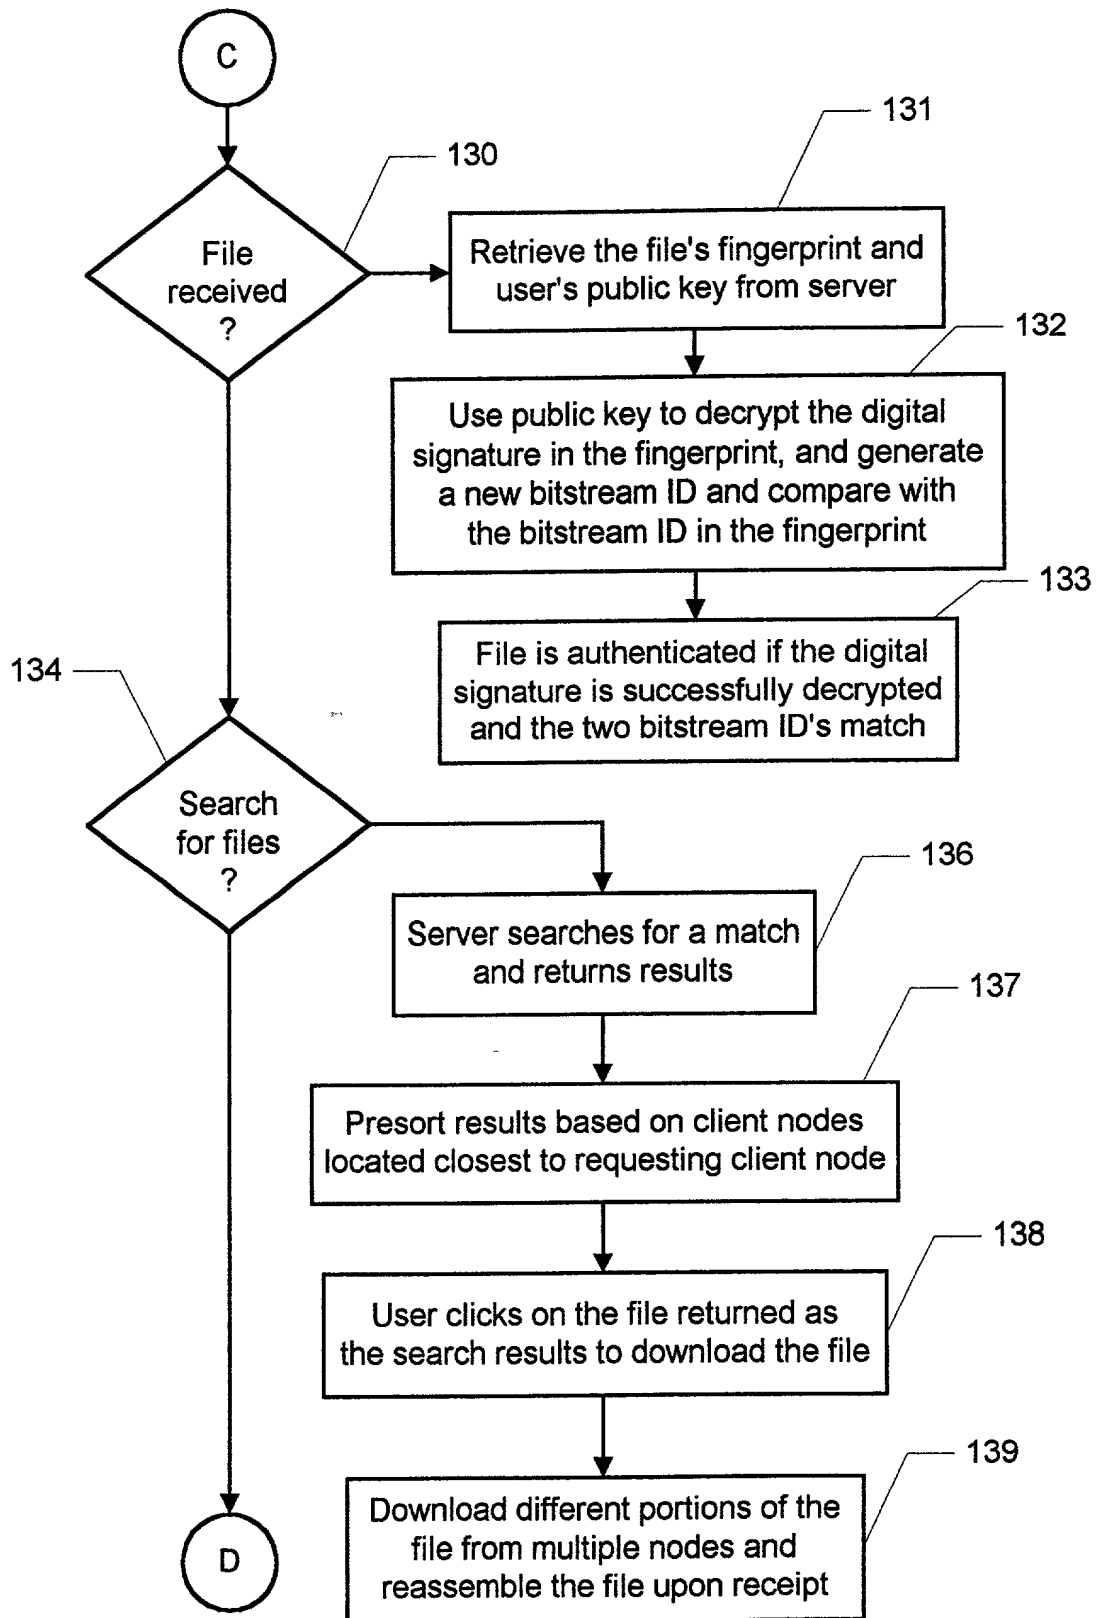 C
131
130
File
received
?
Retrieve the file's fingerprint and
user's public key from server
132
Use public key to decrypt the digital
signature in the fingerprint, and generate
a new bitstream ID and compare with
the bitstream ID in the fingerprint
133
File is authenticated if the digital
signature is successfully decrypted
and the two bitstream ID's match
134
Search
for files
?
136
Server searches for a match
and returns results
137
Presort results based on client nodes
located closest to requesting client node
138
User clicks on the file returned as
the search results to download the file
139
Download different portions of the
file from multiple nodes and
reassemble the file upon receipt
D